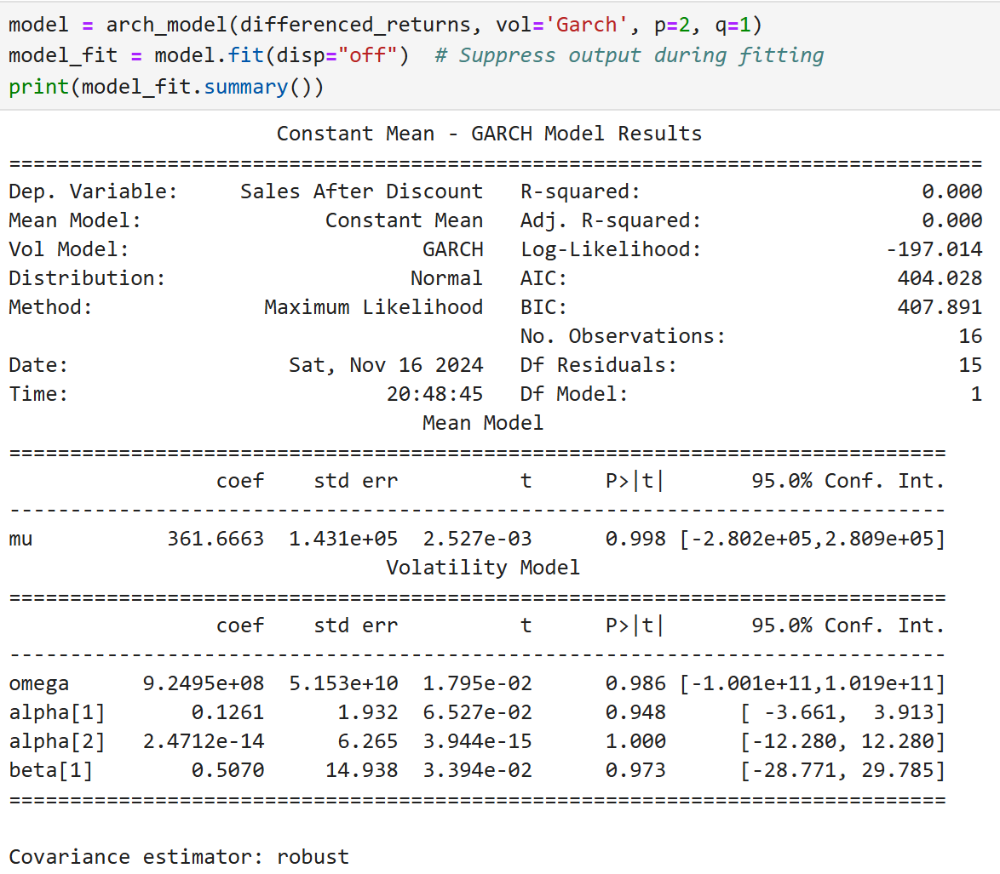 model = arch_model(differenced_returns, vol='Garch', p=2, q=1)
model_fit = model.fit(disp="off")  # Suppress output during fitting
print(model_fit.summary())
                      Constant Mean - GARCH Model Results
================================================================================
Dep. Variable:     Sales After Discount   R-squared:                       0.000
Mean Model:               Constant Mean   Adj. R-squared:                  0.000
Vol Model:                        GARCH   Log-Likelihood:               -197.014
Distribution:                    Normal   AIC:                           404.028
Method:              Maximum Likelihood   BIC:                           407.891
                                          No. Observations:                   16
Date:                  Sat, Nov 16 2024   Df Residuals:                       15
Time:                          20:48:45   Df Model:                            1
                                  Mean Model
=============================================================================
                 coef    std err          t      P>|t|       95.0% Conf. Int.
-----------------------------------------------------------------------------
mu           361.6663  1.431e+05  2.527e-03      0.998 [-2.802e+05,2.809e+05]
                               Volatility Model
=============================================================================
                 coef    std err          t      P>|t|       95.0% Conf. Int.
-----------------------------------------------------------------------------
omega      9.2495e+08  5.153e+10  1.795e-02      0.986 [-1.001e+11,1.019e+11]
alpha[1]       0.1261      1.932  6.527e-02      0.948      [ -3.661,  3.913]
alpha[2]   2.4712e-14      6.265  3.944e-15      1.000      [-12.280, 12.280]
beta[1]        0.5070     14.938  3.394e-02      0.973      [-28.771, 29.785]
=============================================================================
Covariance estimator: robust